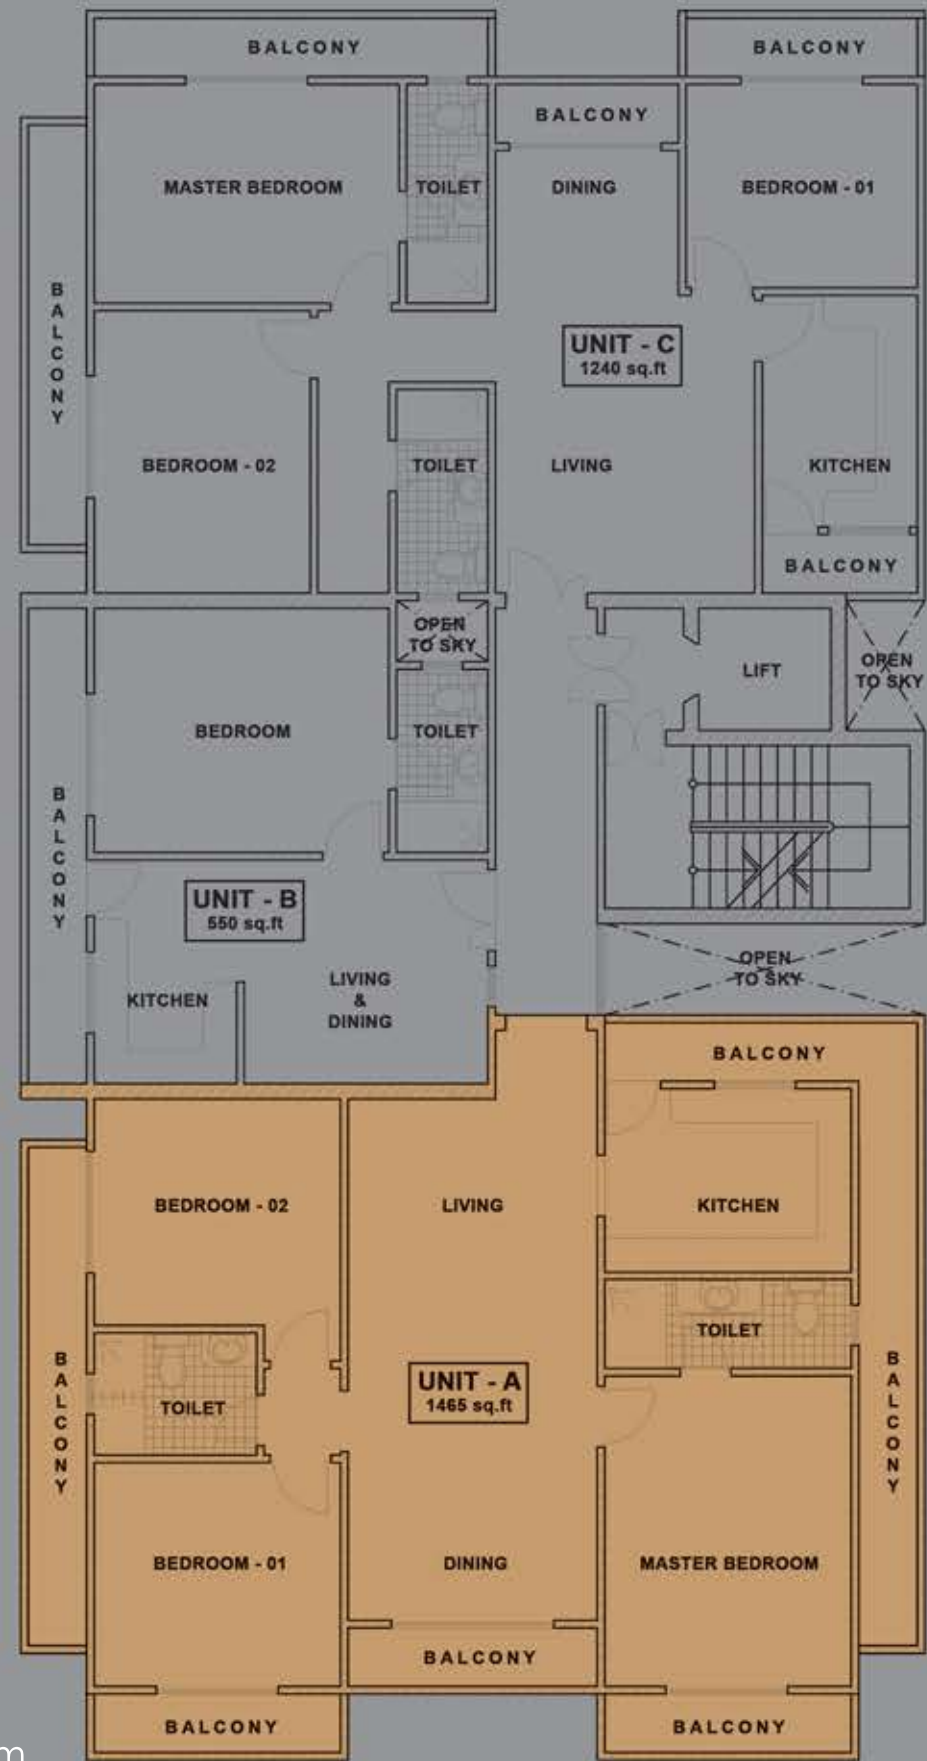 BALCONY
BALCONY
BALCONY
MASTER BEDROOM
TOILET
DINING
BEDROOM - 01
BALCONY
UNIT - C
1240 sq.ft
BEDROOM - 02
TOILET
LIVING
KITCHEN
BALCONY
OPEN
TO SKY
LIFT
OPEN
TO SKY
BEDROOM
TOILET
BALCONY
UNIT - B
550 sq.ft
OPEN
TO SKY
KITCHEN
LIVING
&
DINING
BALCONY
BEDROOM - 02
LIVING
KITCHEN
TOILET
BALCONY
UNIT - A
1465 sq.ft
BALCONY
TOILET
BEDROOM - 01
DINING
MASTER BEDROOM
BALCONY
BALCONY
BALCONY